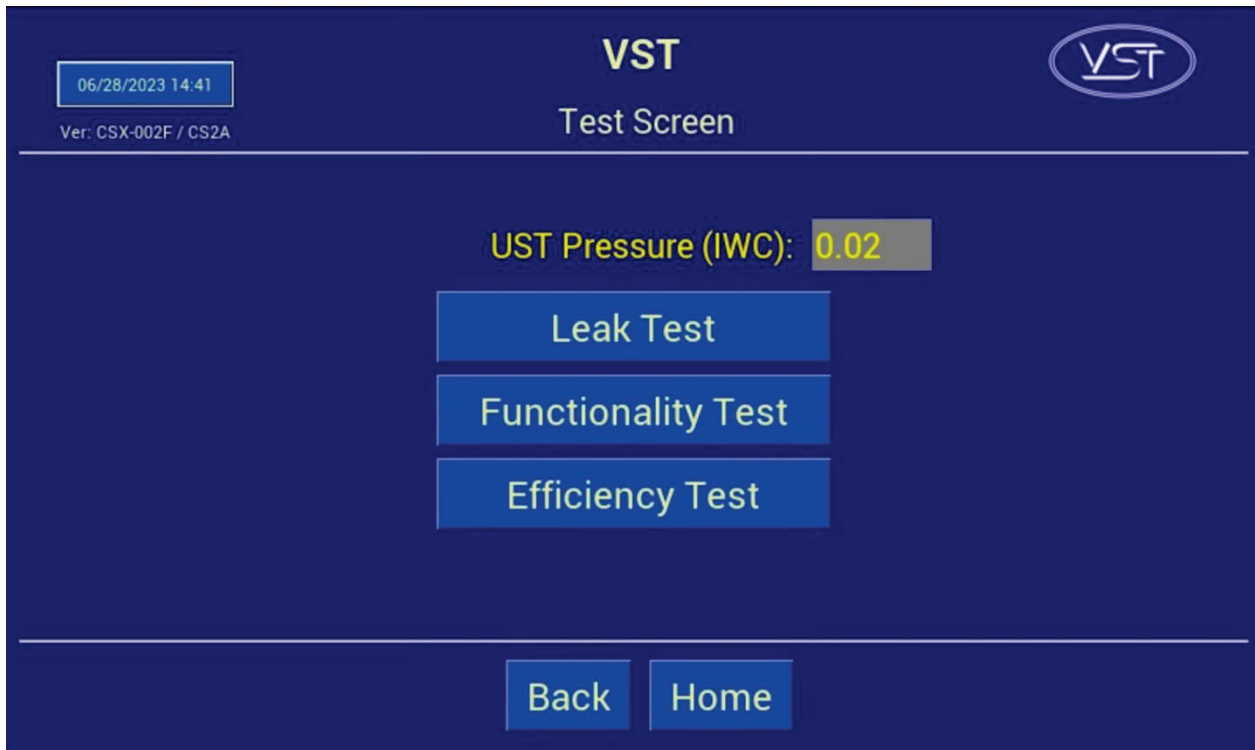 VST
VST
06/28/2023 14:41
Ver: CSX-002F / CS2A
Test Screen
UST Pressure (IWC): 0.02
Leak Test
Functionality Test
Efficiency Test
Back Home